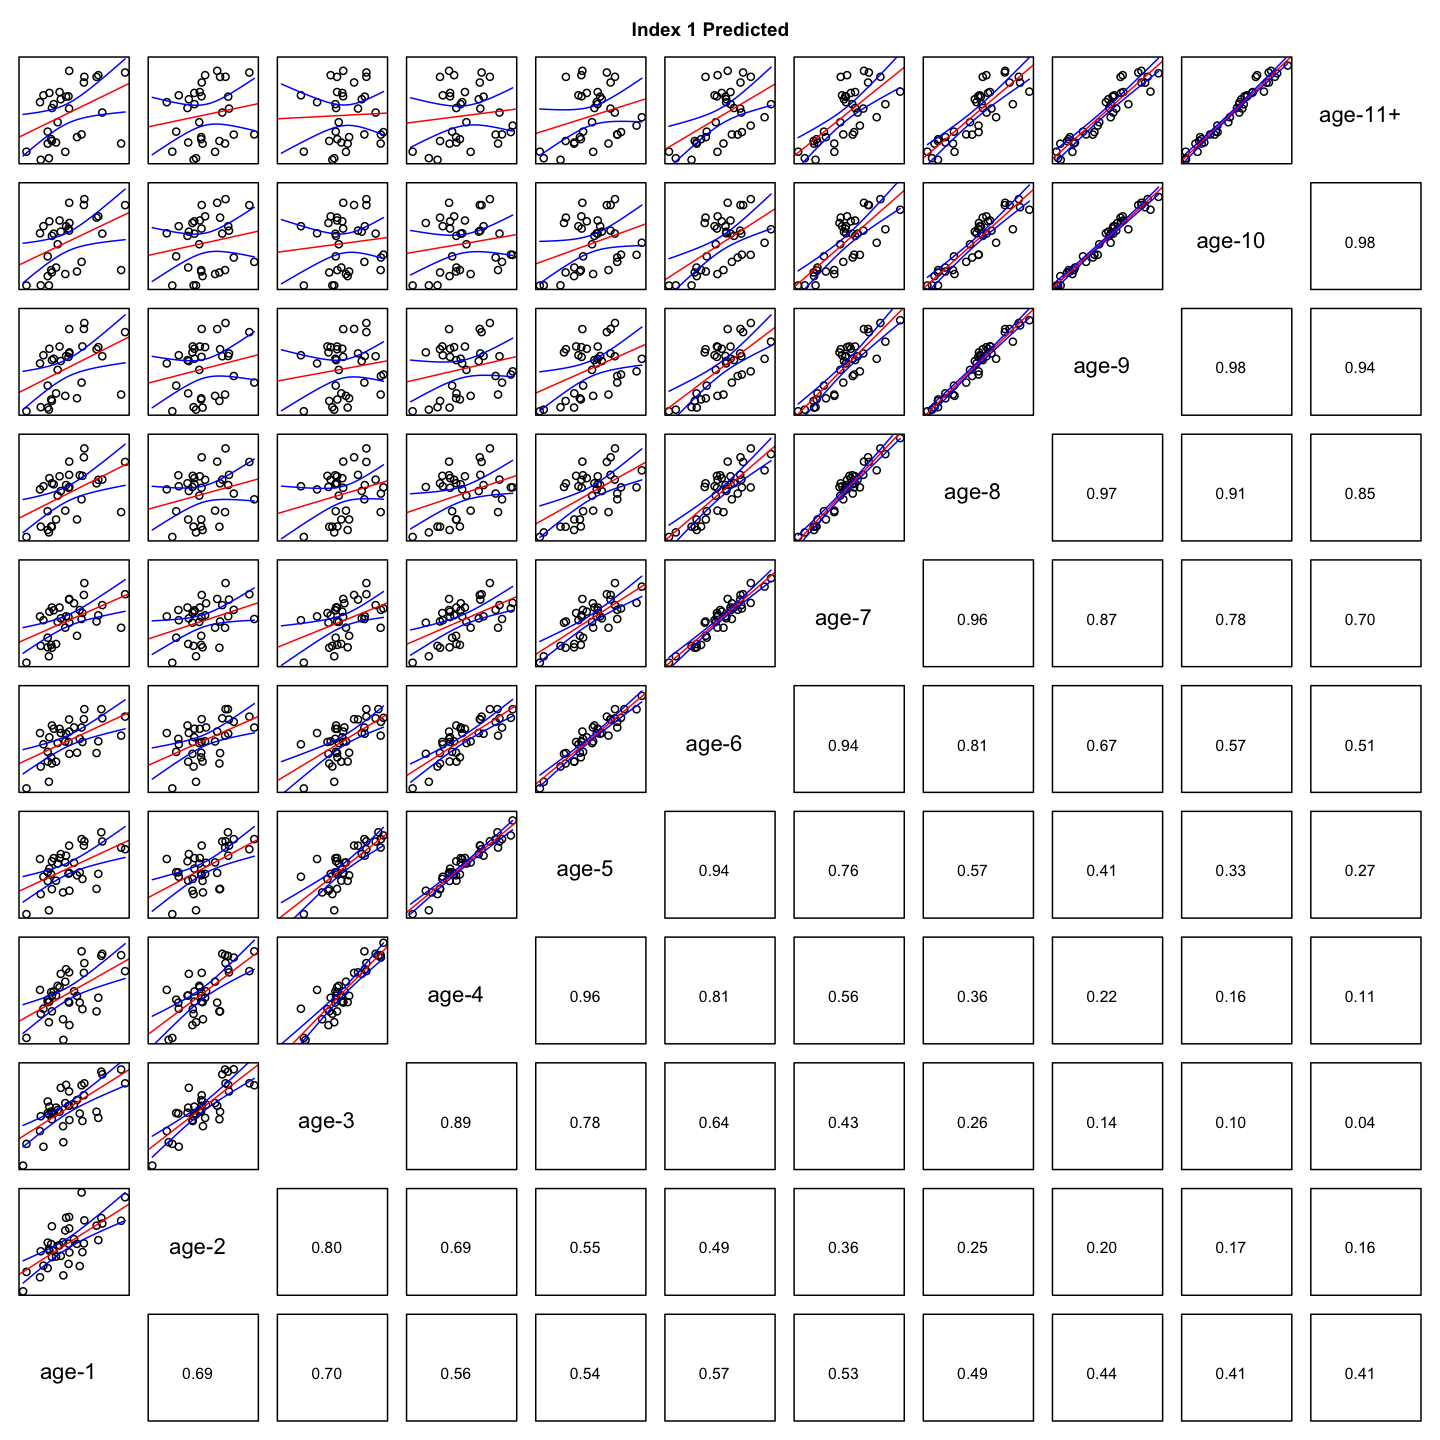 Index 1 Predicted
age-11+
age-10 0.98
age-9 0.98 0.94
age-8 0.97 0.91 0.85
age-7 0.96 0.87 0.78 0.70
age-6 0.94 0.81 0.67 0.57 0.51
age-5 0.94 0.76 0.57 0.41 0.33 0.27
age-4 0.96 0.81 0.56 0.36 0.22 0.16 0.11
age-3 0.89 0.78 0.64 0.43 0.26 0.14 0.10 0.04
age-2 0.80 0.69 0.55 0.49 0.36 0.25 0.20 0.17 0.16
age-1 0.69 0.70 0.56 0.54 0.57 0.53 0.49 0.44 0.41 0.41